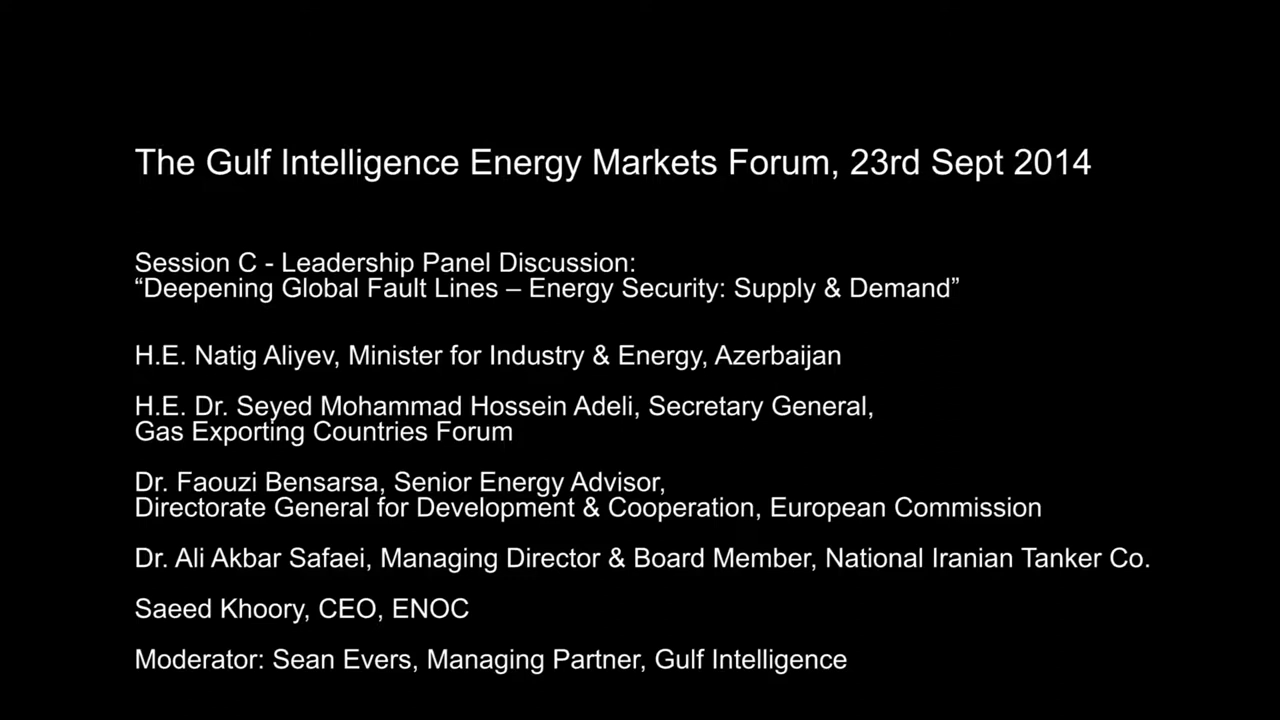 The Gulf Intelligence Energy Markets Forum, 23rd Sept 2014
Session C - Leadership Panel Discussion:
“Deepening Global Fault Lines – Energy Security: Supply & Demand”
H.E. Natig Aliyev, Minister for Industry & Energy, Azerbaijan
H.E. Dr. Seyed Mohammad Hossein Adeli, Secretary General,
Gas Exporting Countries Forum
Dr. Faouzi Bensarsa, Senior Energy Advisor,
Directorate General for Development & Cooperation, European Commission
Dr. Ali Akbar Safaei, Managing Director & Board Member, National Iranian Tanker Co.
Saeed Khoory, CEO, ENOC
Moderator: Sean Evers, Managing Partner, Gulf Intelligence